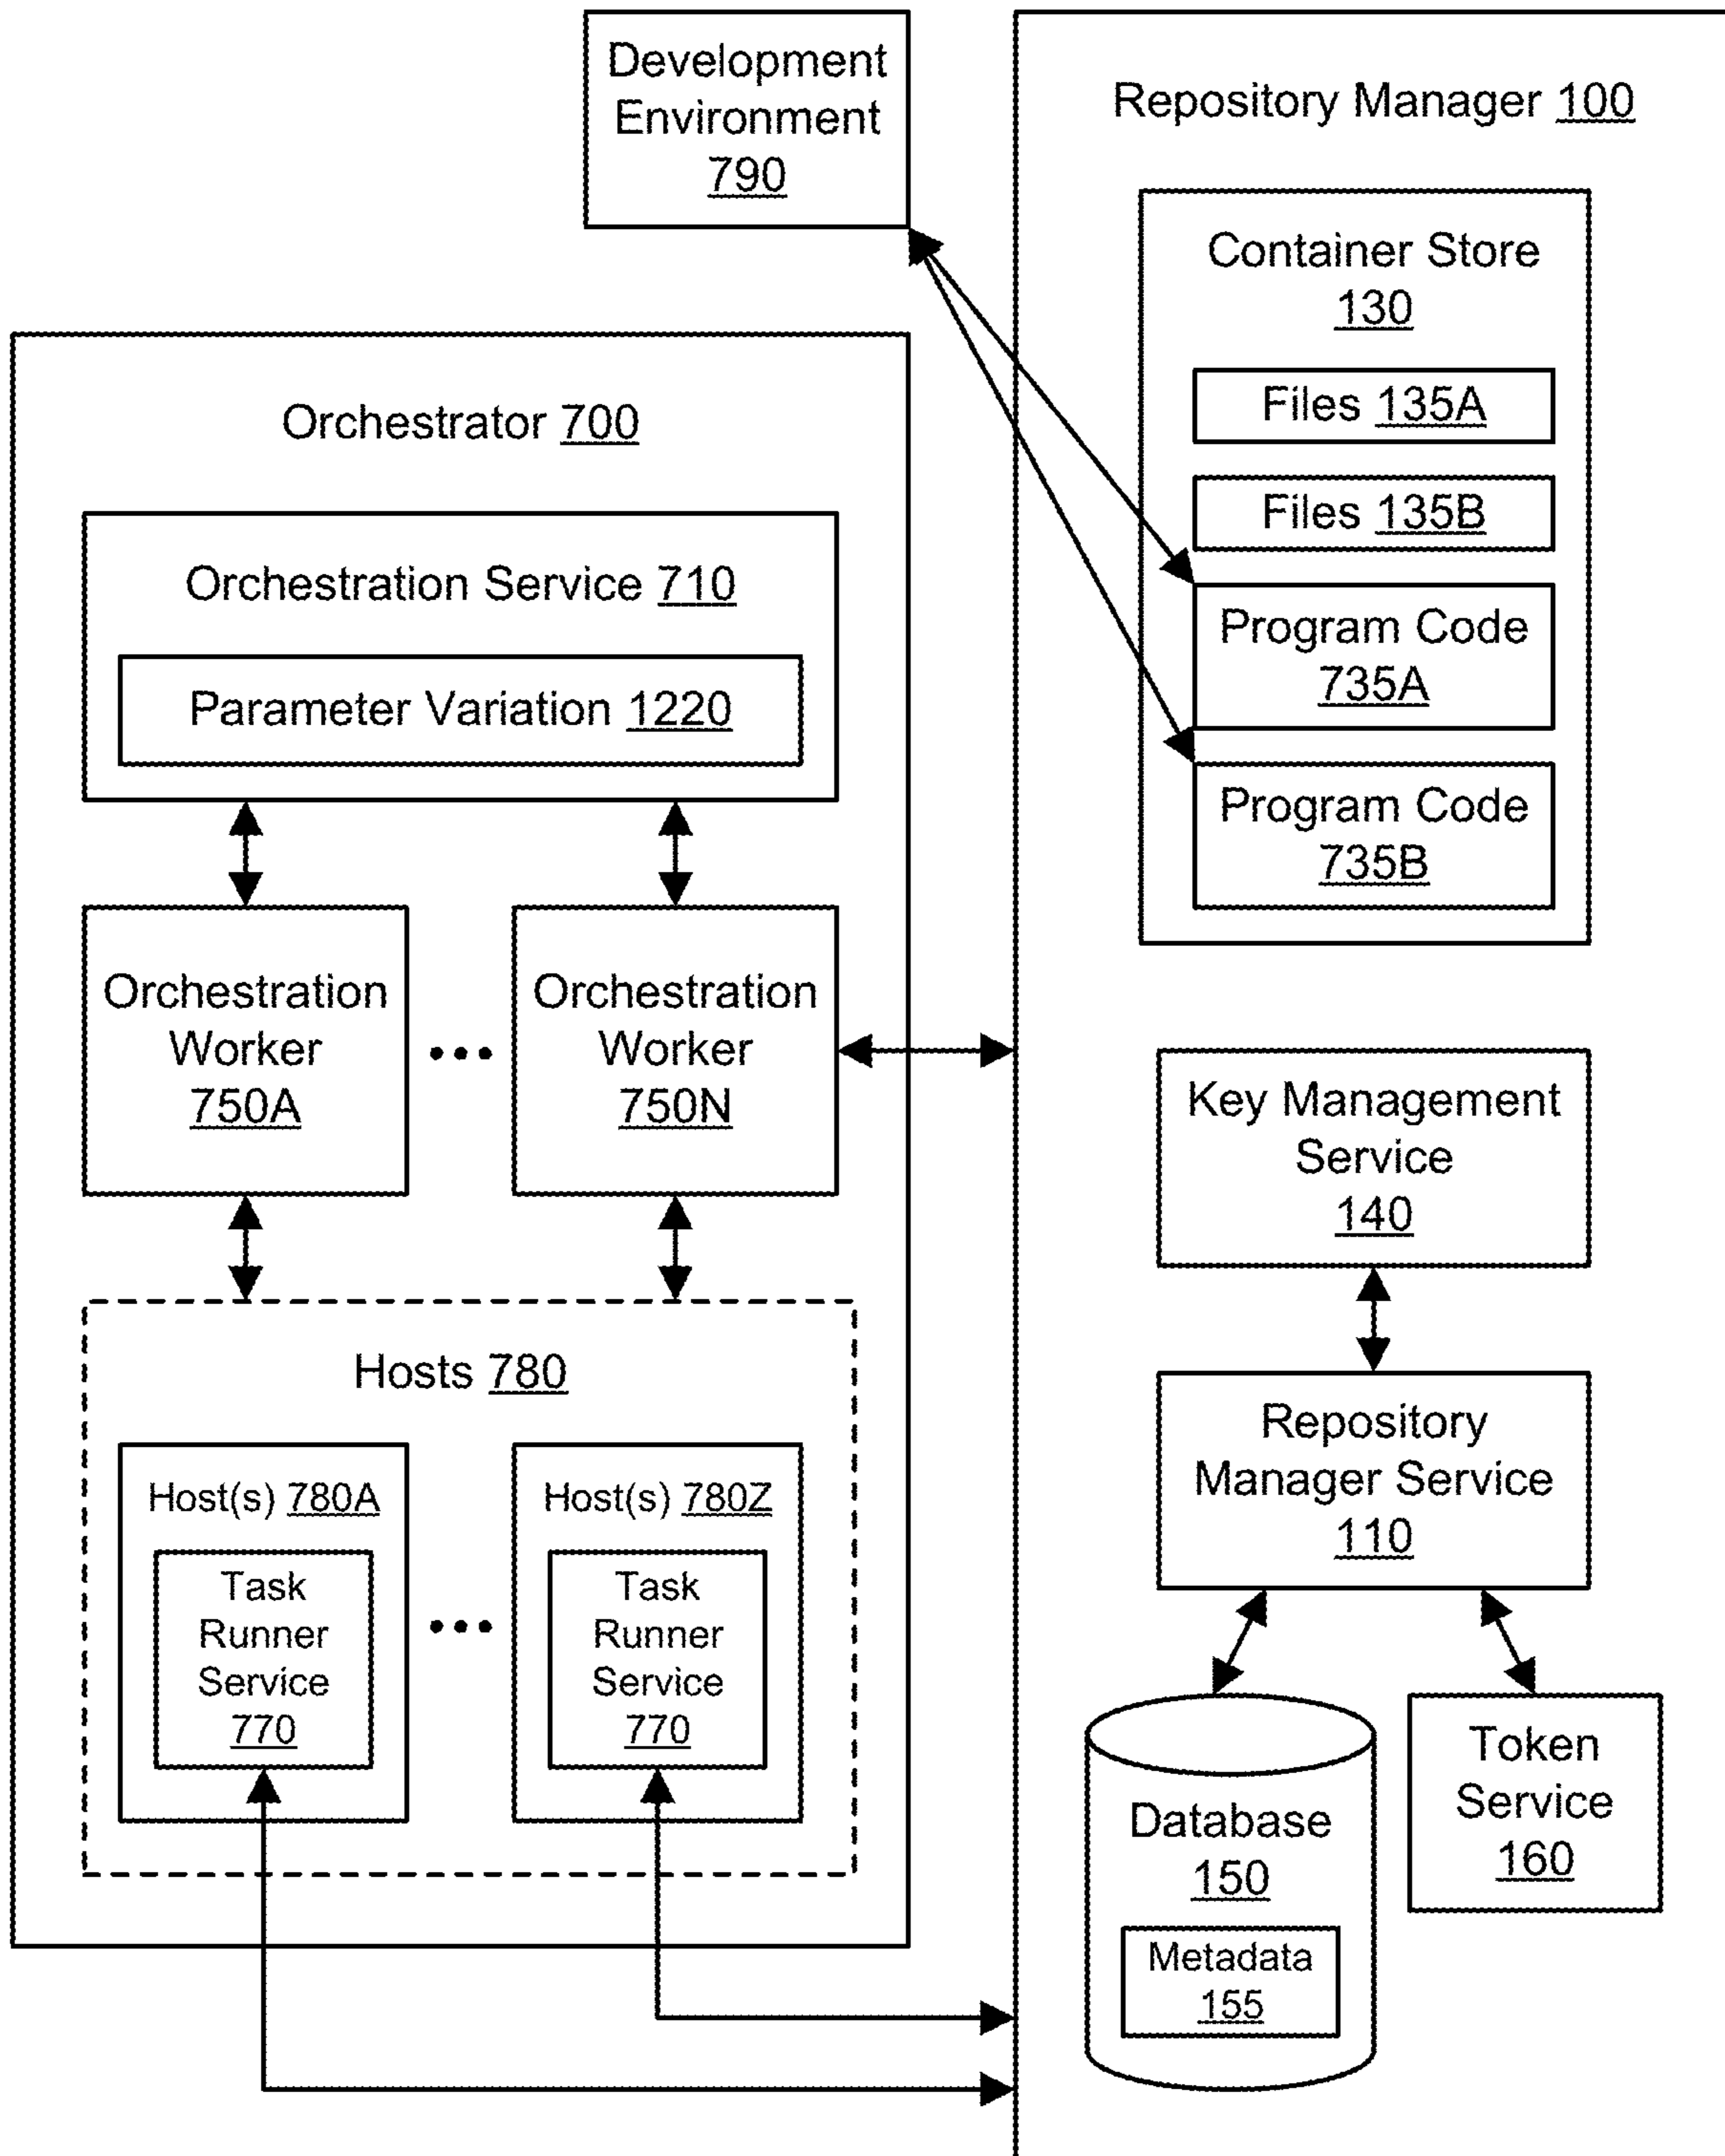 Development
Environment
790
Repository Manager 100
Container Store
130
Files 135A
Files 135B
Program Code
735A
Program Code
735B
Orchestrator 700
Orchestration Service 710
Parameter Variation 1220
Orchestration
Worker
750A
•••
Orchestration
Worker
750N
Key Management
Service
140
Hosts 780
Host(s) 780A
Task
Runner
Service
770
•••
Host(s) 780Z
Task
Runner
Service
770
Repository
Manager Service
110
Database
150
Metadata
155
Token
Service
160